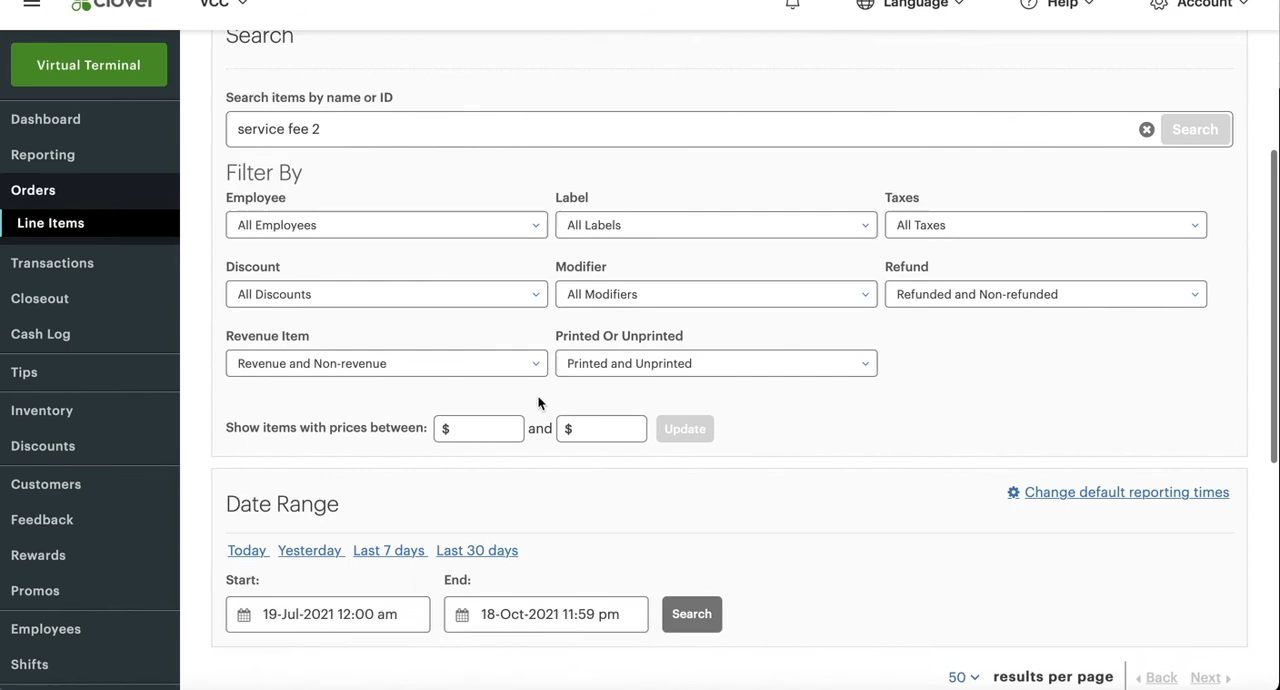 clover VCC Language Help Account
Virtual Terminal
Dashboard
Reporting
Orders
Line Items
Transactions
Closeout
Cash Log
Tips
Inventory
Discounts
Customers
Feedback
Rewards
Promos
Employees
Shifts
Search
Search items by name or ID
service fee 2 Search
Filter By
Employee Label Taxes
All Employees All Labels All Taxes
Discount Modifier Refund
All Discounts All Modifiers Refunded and Non-refunded
Revenue Item Printed Or Unprinted
Revenue and Non-revenue Printed and Unprinted
Show items with prices between: $ and $ Update
Date Range Change default reporting times
Today Yesterday Last 7 days Last 30 days
Start: End:
19-Jul-2021 12:00 am 18-Oct-2021 11:59 pm Search
50 results per page Back Next